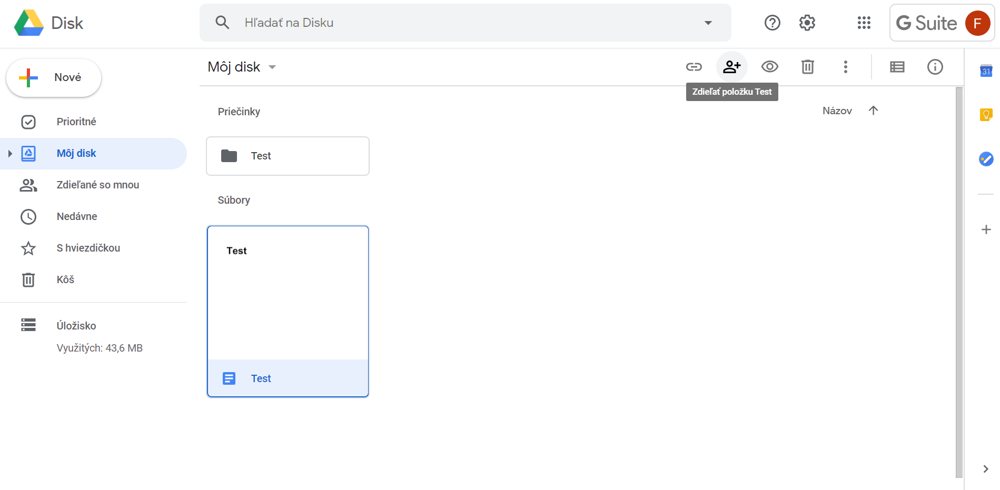 Disk
Hľadať na Disku
G Suite
F
Nové
Môj disk
Zdieľať položku Test
31
Prioritné
Môj disk
Zdieľané so mnou
Nedávne
S hviezdičkou
Kôš
Úložisko
Využitých: 43,6 MB
Priečinky
Názov
Test
Súbory
Test
Test